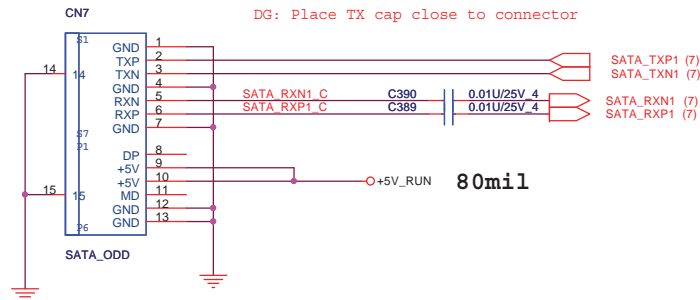 CN7 DG: Place TX cap close to connector
S1 GND 1
TXP 2 SATA_TXP1 (7)
14 14 TXN 3 SATA_TXN1 (7)
GND 4
RXN 5 SATA_RXN1_C C390 0.01U/25V_4 SATA_RXN1 (7)
RXP 6 SATA_RXP1_C C389 0.01U/25V_4 SATA_RXP1 (7)
S7 GND 7
P1
DP 8
+5V 9
+5V 10 +5V_RUN 80mil
15 15 MD 11
GND 12
P6 GND 13
SATA_ODD